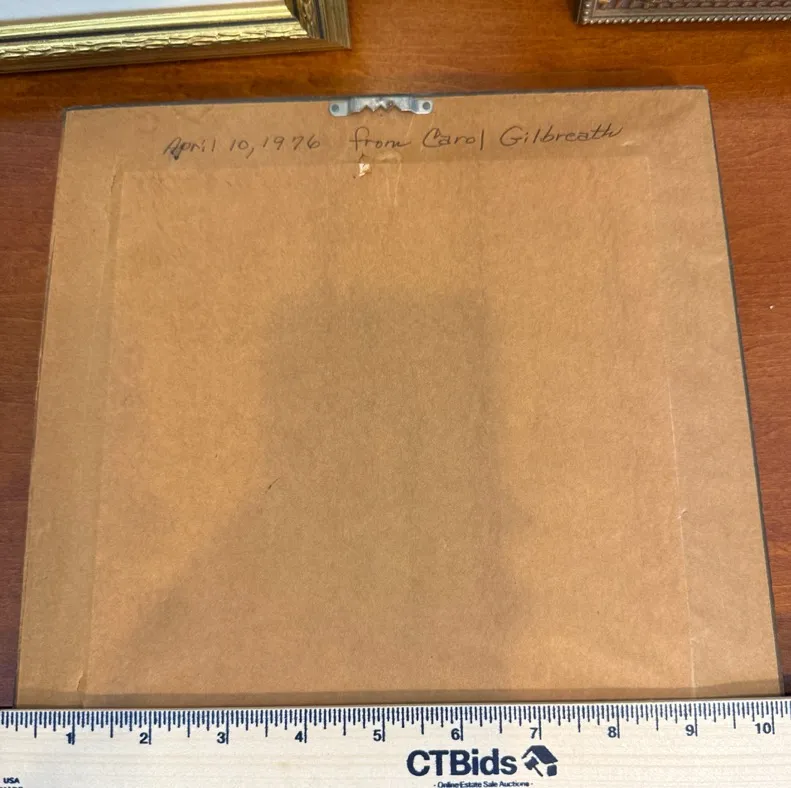 April 10, 1976 from Carol Gilbreath
1 2 3 4 5 6 7 8 9 10
CTBids
USA
- Online Estate Sale Auctions -